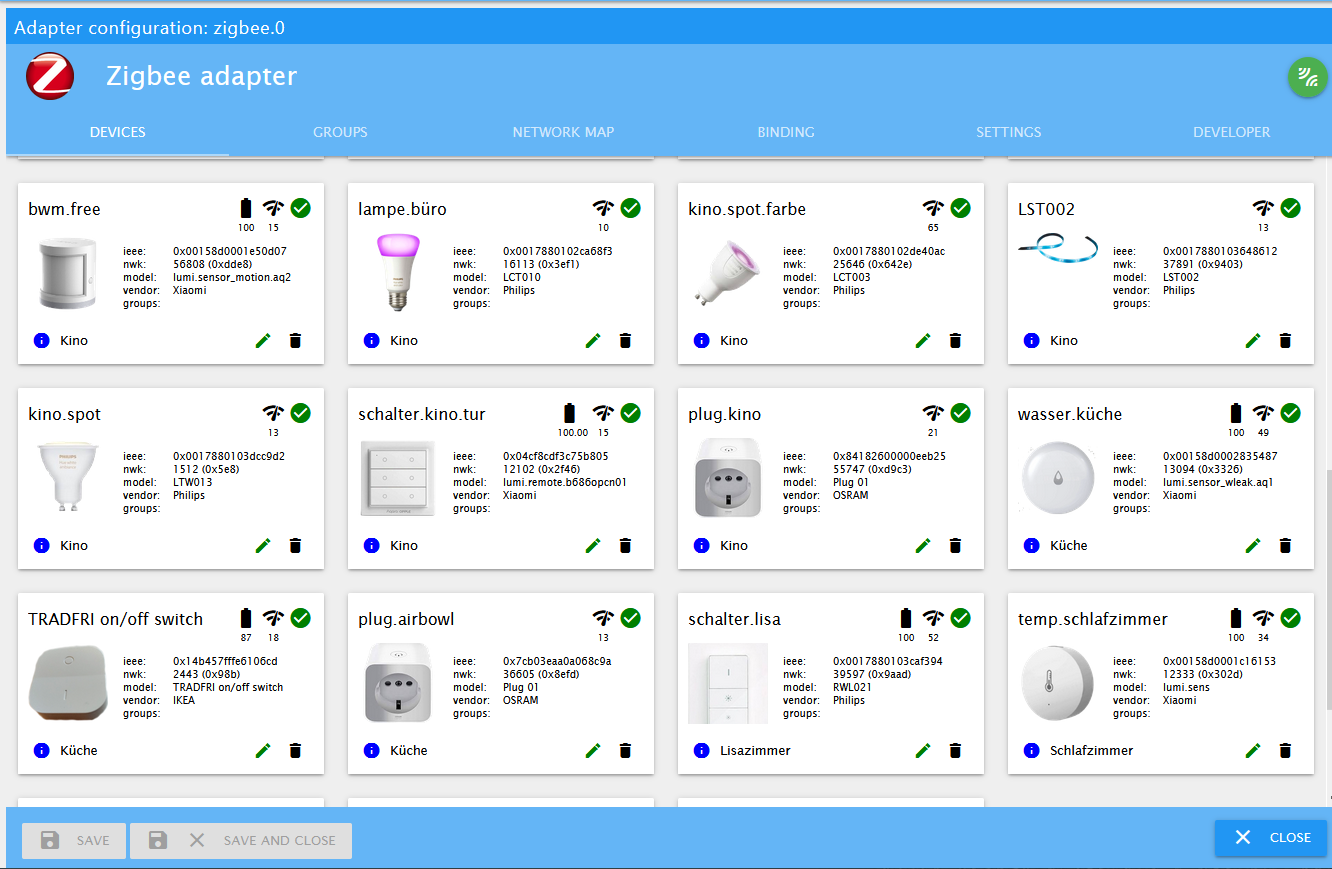 Adapter configuration: zigbee.0
Zigbee adapter
DEVICES GROUPS NETWORK MAP BINDING SETTINGS DEVELOPER
bwm.free
100 15
ieee: 0x00158d0001e50d07
nwk: 56808 (0xdde8)
model: lumi.sensor_motion.aq2
vendor: Xiaomi
groups:
Kino
lampe.büro
10
ieee: 0x0017880102ca68f3
nwk: 16113 (0x3ef1)
model: LCT010
vendor: Philips
groups:
Kino
kino.spot.farbe
65
ieee: 0x0017880102de40ac
nwk: 25646 (0x642e)
model: LCT003
vendor: Philips
groups:
Kino
LST002
13
ieee: 0x0017880103648612
nwk: 37891 (0x9403)
model: LST002
vendor: Philips
groups:
Kino
kino.spot
13
ieee: 0x0017880103dcc9d2
nwk: 1512 (0x5e8)
model: LTW013
vendor: Philips
groups:
Kino
schalter.kino.tur
100.00 15
ieee: 0x04cf8cdf3c75b805
nwk: 12102 (0x2f46)
model: lumi.remote.b686opcn01
vendor: Xiaomi
groups:
Kino
plug.kino
21
ieee: 0x84182600000eeb25
nwk: 55747 (0xd9c3)
model: Plug 01
vendor: OSRAM
groups:
Kino
wasser.küche
100 49
ieee: 0x00158d0002835487
nwk: 13094 (0x3326)
model: lumi.sensor_wleak.aq1
vendor: Xiaomi
groups:
Küche
TRADFRI on/off switch
87 18
ieee: 0x14b457fffe6106cd
nwk: 2443 (0x98b)
model: TRADFRI on/off switch
vendor: IKEA
groups:
Küche
plug.airbowl
13
ieee: 0x7cb03eaa0a068c9a
nwk: 36605 (0x8efd)
model: Plug 01
vendor: OSRAM
groups:
Küche
schalter.lisa
100 52
ieee: 0x0017880103caf394
nwk: 39597 (0x9aad)
model: RWL021
vendor: Philips
groups:
Lisazimmer
temp.schlafzimmer
100 34
ieee: 0x00158d0001c16153
nwk: 12333 (0x302d)
model: lumi.sens
vendor: Xiaomi
groups:
Schlafzimmer
SAVE SAVE AND CLOSE CLOSE